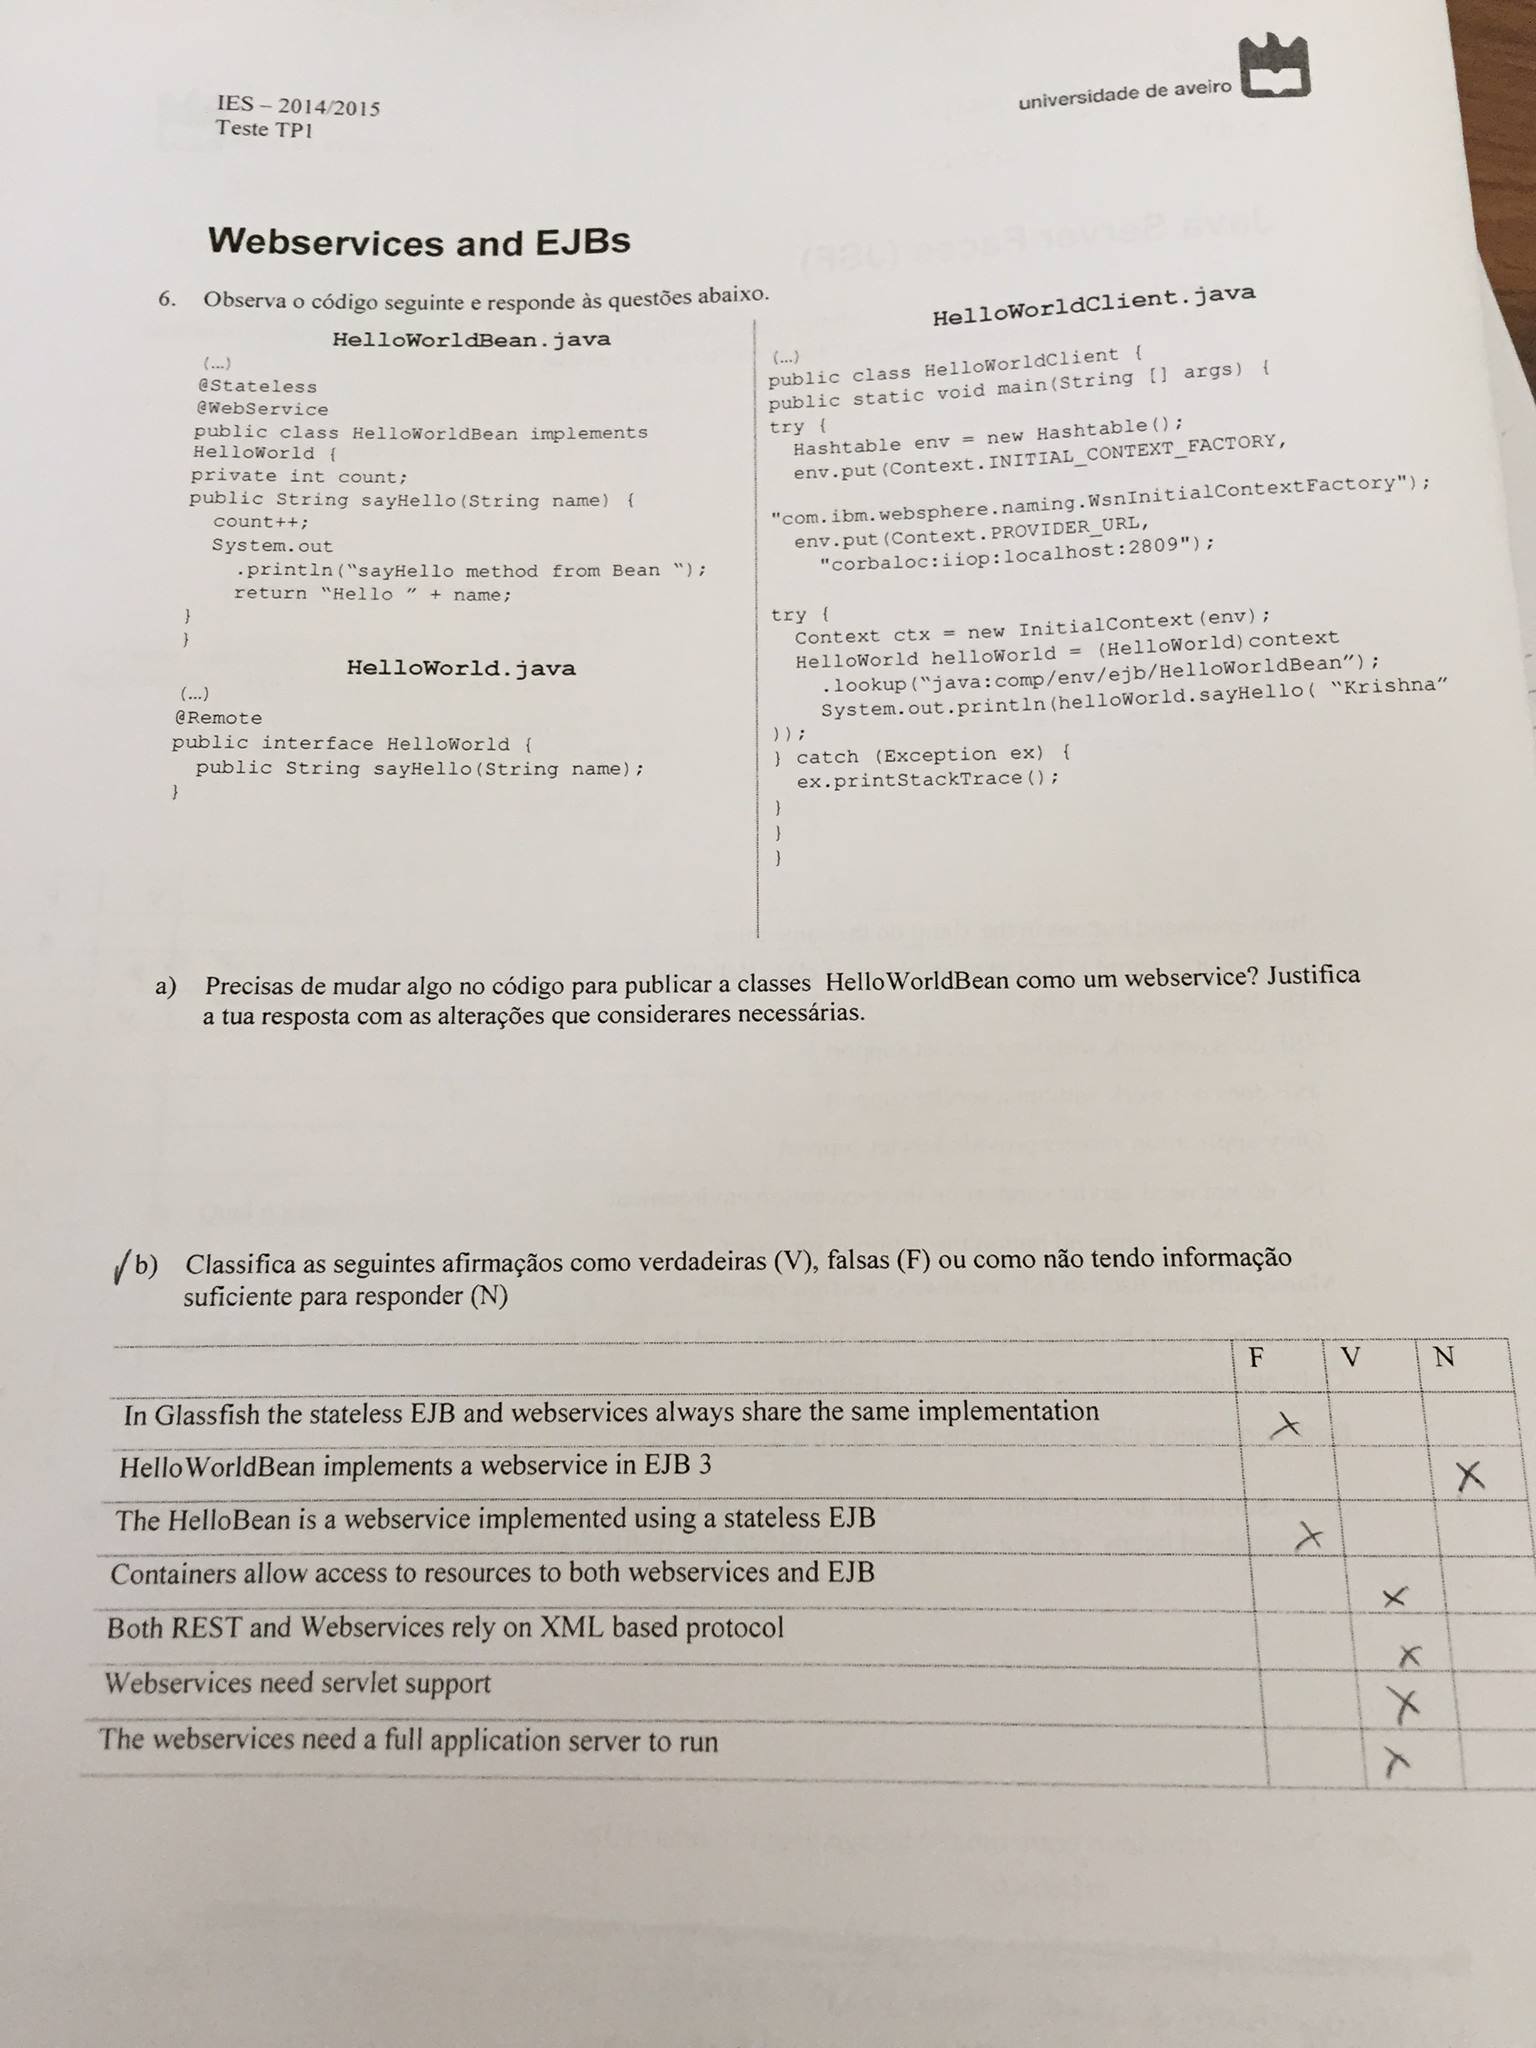 IES – 2014/2015
Teste TP1
universidade de aveiro
Webservices and EJBs
6. Observa o código seguinte e responde às questões abaixo.
HelloWorldBean.java
(...)
@Stateless
@WebService
public class HelloWorldBean implements
HelloWorld {
private int count;
public String sayHello(String name) {
count++;
System.out
.println(“sayHello method from Bean “);
return “Hello ” + name;
}
}
HelloWorld.java
(...)
@Remote
public interface HelloWorld {
public String sayHello(String name);
}
HelloWorldClient.java
(...)
public class HelloWorldClient {
public static void main(String [] args) {
try {
Hashtable env = new Hashtable();
env.put(Context.INITIAL_CONTEXT_FACTORY,
"com.ibm.websphere.naming.WsnInitialContextFactory");
env.put(Context.PROVIDER_URL,
"corbaloc:iiop:localhost:2809");
try {
Context ctx = new InitialContext(env);
HelloWorld helloWorld = (HelloWorld)context
.lookup(“java:comp/env/ejb/HelloWorldBean”);
System.out.println(helloWorld.sayHello( “Krishna”
));
} catch (Exception ex) {
ex.printStackTrace();
}
}
}
a) Precisas de mudar algo no código para publicar a classes HelloWorldBean como um webservice? Justifica
a tua resposta com as alterações que considerares necessárias.
b) Classifica as seguintes afirmações como verdadeiras (V), falsas (F) ou como não tendo informação
suficiente para responder (N)
F V N
In Glassfish the stateless EJB and webservices always share the same implementation X
HelloWorldBean implements a webservice in EJB 3 X
The HelloBean is a webservice implemented using a stateless EJB X
Containers allow access to resources to both webservices and EJB X
Both REST and Webservices rely on XML based protocol X
Webservices need servlet support X
The webservices need a full application server to run X